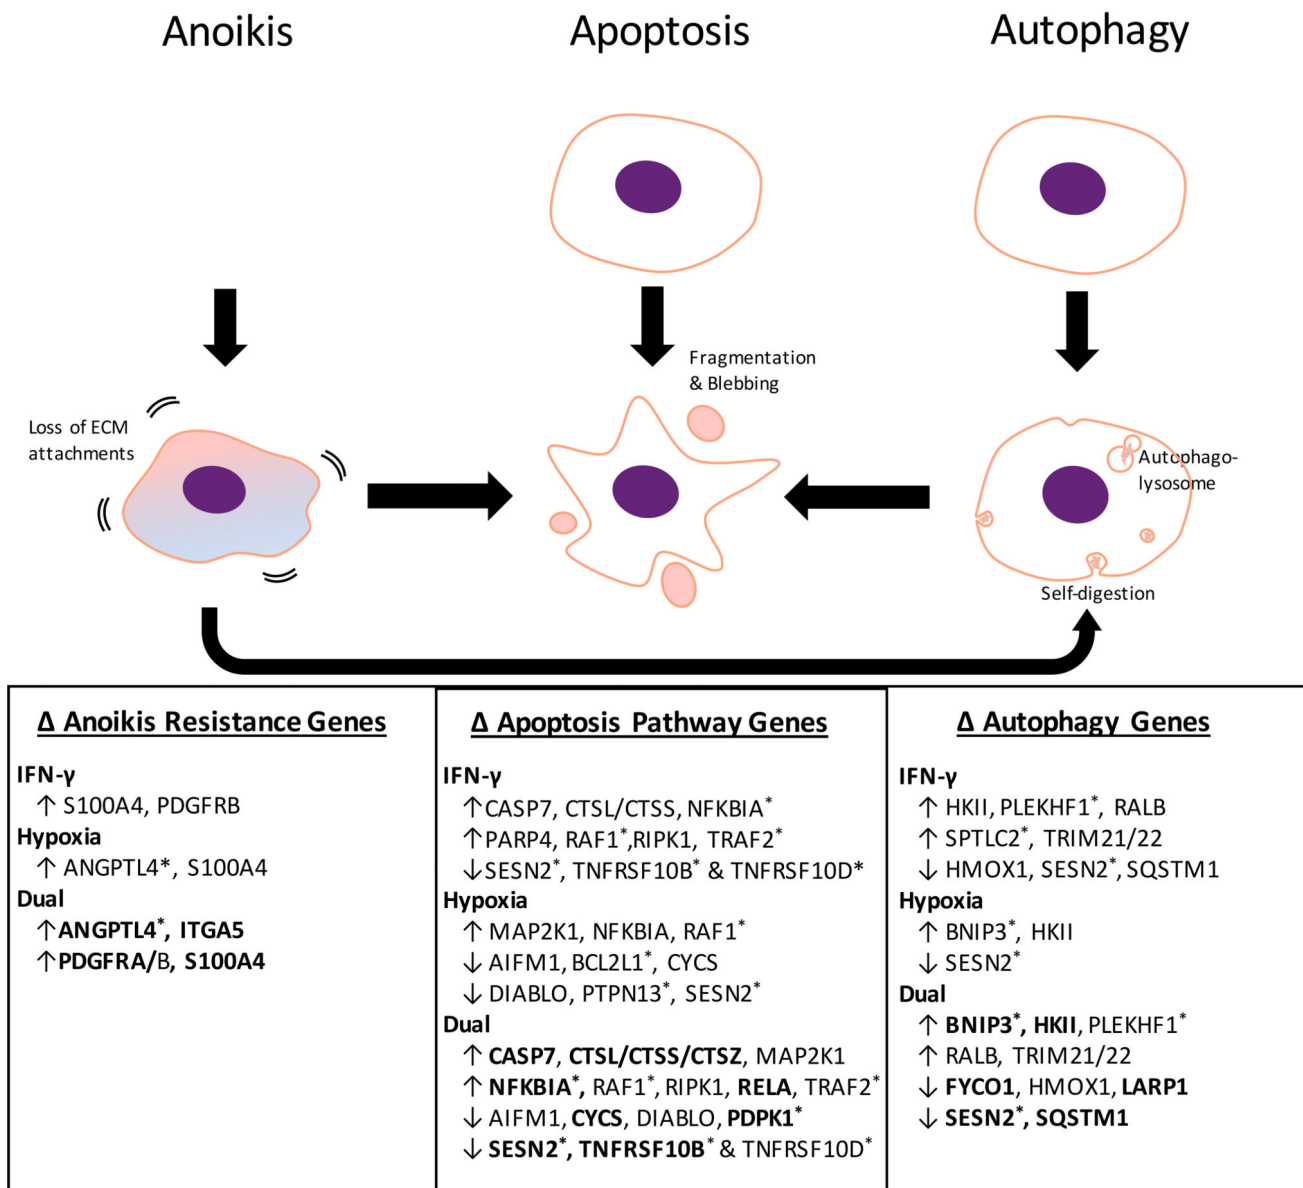 Anoikis
Apoptosis
Autophagy
Fragmentation
& Blebbing
Loss of ECM
attachments
Autophago-
lysosome
Self-digestion
Δ Anoikis Resistance Genes
IFN-γ
↑ S100A4, PDGFRB
Hypoxia
↑ ANGPTL4*, S100A4
Dual
↑ANGPTL4*, ITGA5
↑PDGFRA/B, S100A4
Δ Apoptosis Pathway Genes
IFN-γ
↑CASP7, CTSL/CTSS, NFKBIA*
↑PARP4, RAF1*,RIPK1, TRAF2*
↓SESN2*, TNFRSF10B* & TNFRSF10D*
Hypoxia
↑ MAP2K1, NFKBIA, RAF1*
↓ AIFM1, BCL2L1*, CYCS
↓ DIABLO, PTPN13*, SESN2*
Dual
↑ CASP7, CTSL/CTSS/CTSZ, MAP2K1
↑ NFKBIA*, RAF1*, RIPK1, RELA, TRAF2*
↓ AIFM1, CYCS, DIABLO, PDPK1*
↓ SESN2*, TNFRSF10B* & TNFRSF10D*
Δ Autophagy Genes
IFN-γ
↑ HKII, PLEKHF1*, RALB
↑ SPTLC2*, TRIM21/22
↓ HMOX1, SESN2*, SQSTM1
Hypoxia
↑ BNIP3*, HKII
↓ SESN2*
Dual
↑ BNIP3*, HKII, PLEKHF1*
↑ RALB, TRIM21/22
↓ FYCO1, HMOX1, LARP1
↓ SESN2*, SQSTM1